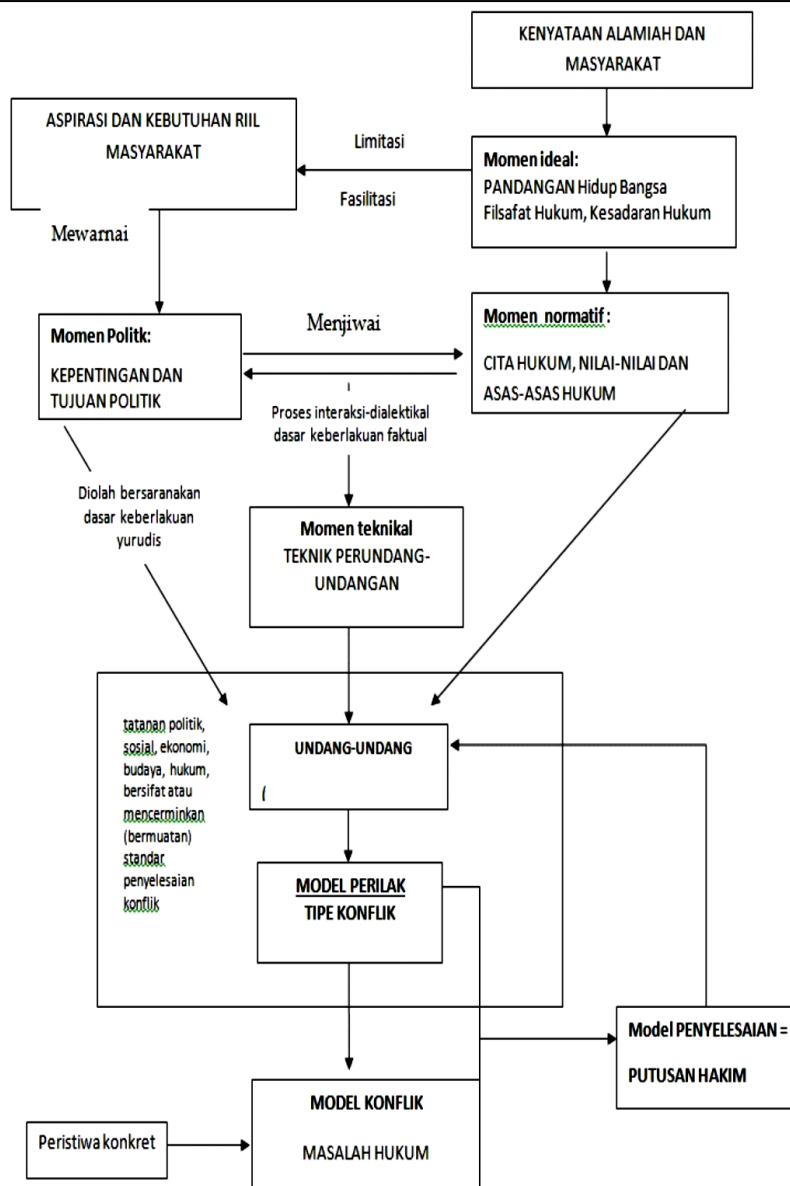 KENYATAAN ALAMIAH DAN
MASYARAKAT
ASPIRASI DAN KEBUTUHAN RIIL
MASYARAKAT
Limitasi
Fasilitasi
Momen ideal:
PANDANGAN Hidup Bangsa
Filsafat Hukum, Kesadaran Hukum
Mewarnai
Momen Politk:
KEPENTINGAN DAN
TUJUAN POLITIK
Menjiwai
Momen normatif :
CITA HUKUM, NILAI-NILAI DAN
ASAS-ASAS HUKUM
Proses interaksi-dialektikal
dasar keberlakuan faktual
Diolah bersaranakan
dasar keberlakuan
yurudis
Momen teknikal
TEKNIK PERUNDANG-
UNDANGAN
tatanan politik,
sosial, ekonomi,
budaya, hukum,
bersifat atau
mencerminkan
(bermuatan)
standar
penyelesaian
konflik
UNDANG-UNDANG
(
MODEL PERILAK
TIPE KONFLIK
Model PENYELESAIAN =
PUTUSAN HAKIM
MODEL KONFLIK
MASALAH HUKUM
Peristiwa konkret